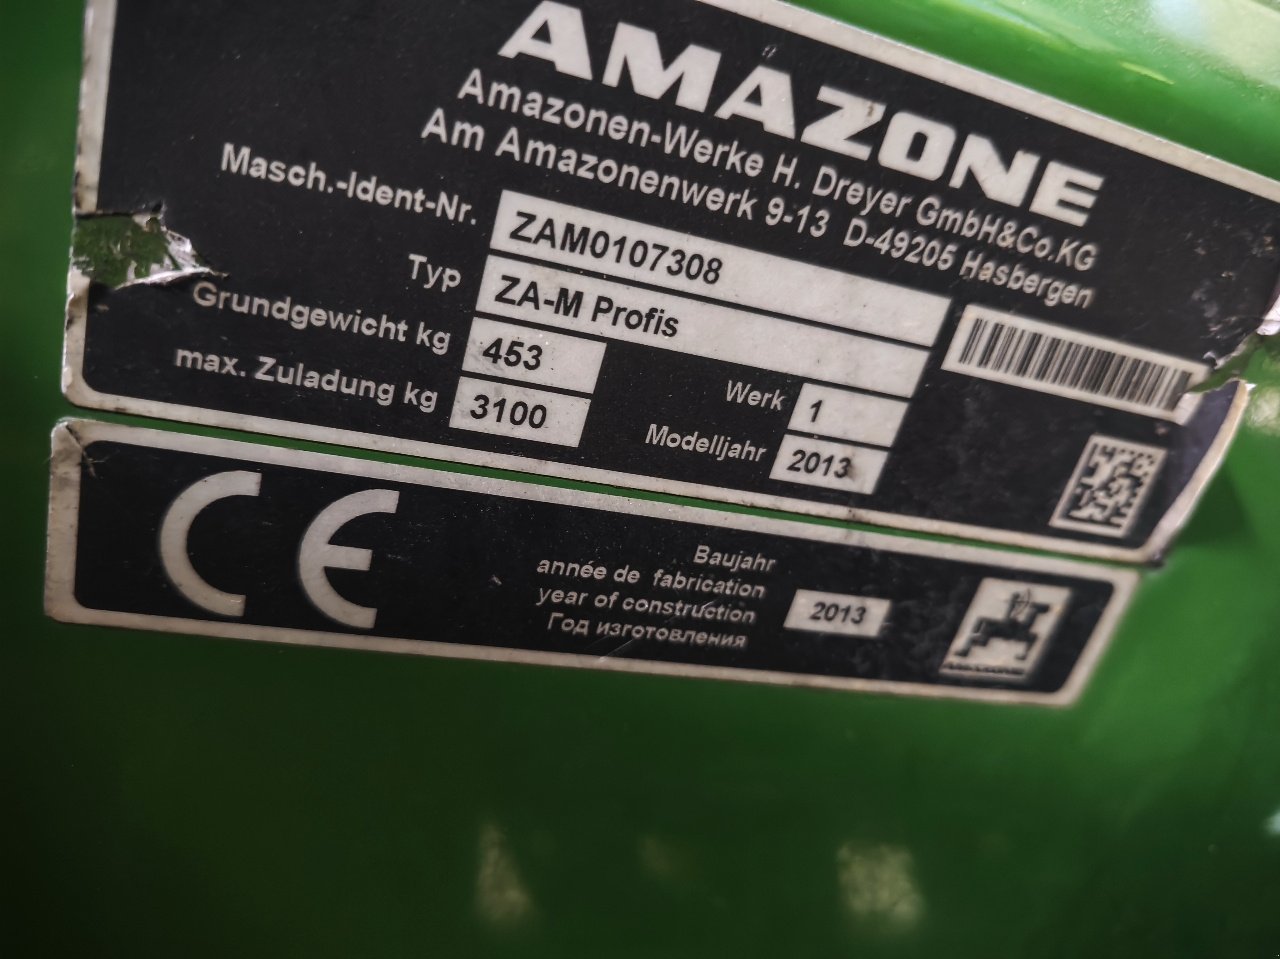 AMAZONE
Amazonen-Werke H. Dreyer GmbH&Co.KG
Am Amazonenwerk 9-13 D-49205 Hasbergen
Masch.-Ident-Nr. ZAM0107308
Typ ZA-M Profis
Grundgewicht kg 453
max. Zuladung kg 3100
Werk 1
Modelljahr 2013
CE
Baujahr
année de fabrication
year of construction
Год изготовления
2013
AMAZONE